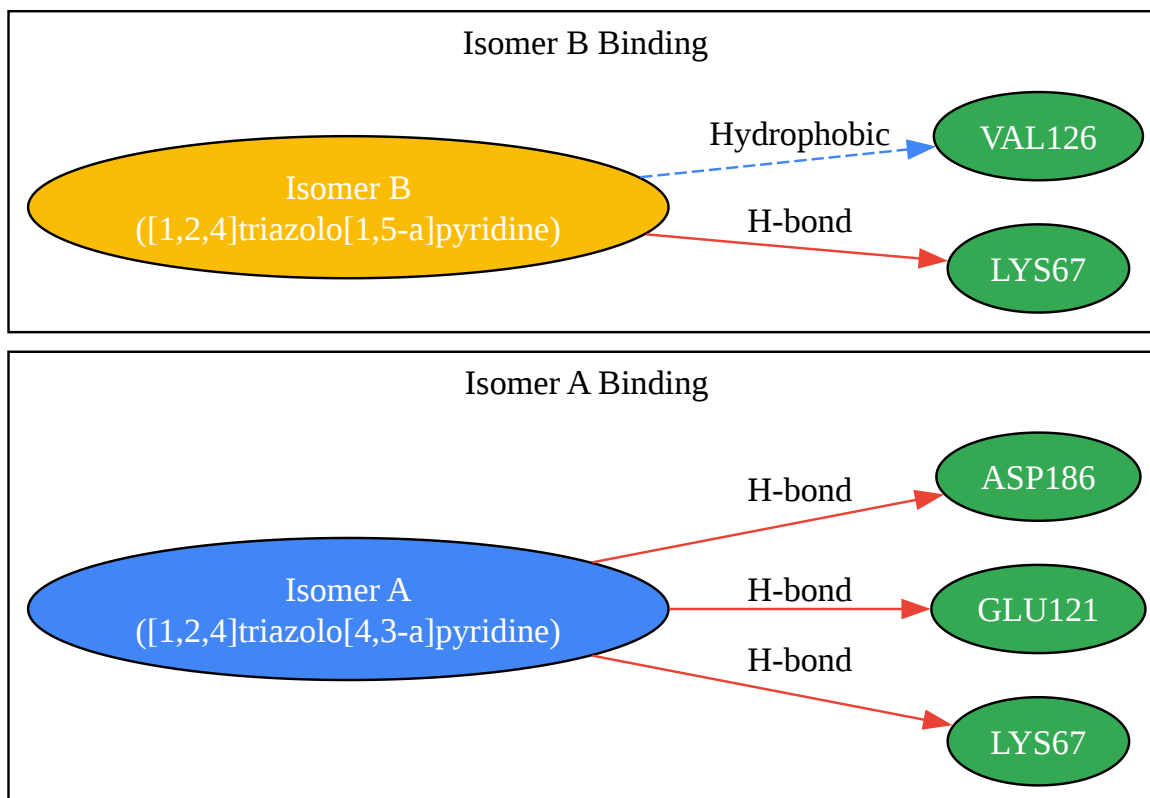 Isomer B Binding
Hydrophobic
VAL126
Isomer B
([1,2,4]triazolo[1,5-a]pyridine)
H-bond
LYS67
Isomer A Binding
ASP186
H-bond
Isomer A
([1,2,4]triazolo[4,3-a]pyridine)
H-bond
GLU121
H-bond
LYS67